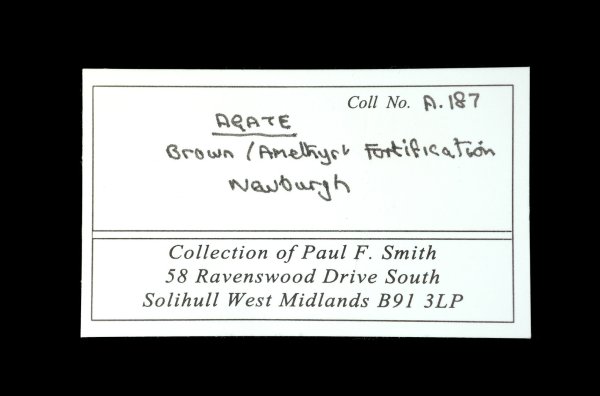 Coll No. A.187
AGATE
Brown / Amethyst Fortification
Newburgh
Collection of Paul F. Smith
58 Ravenswood Drive South
Solihull West Midlands B91 3LP